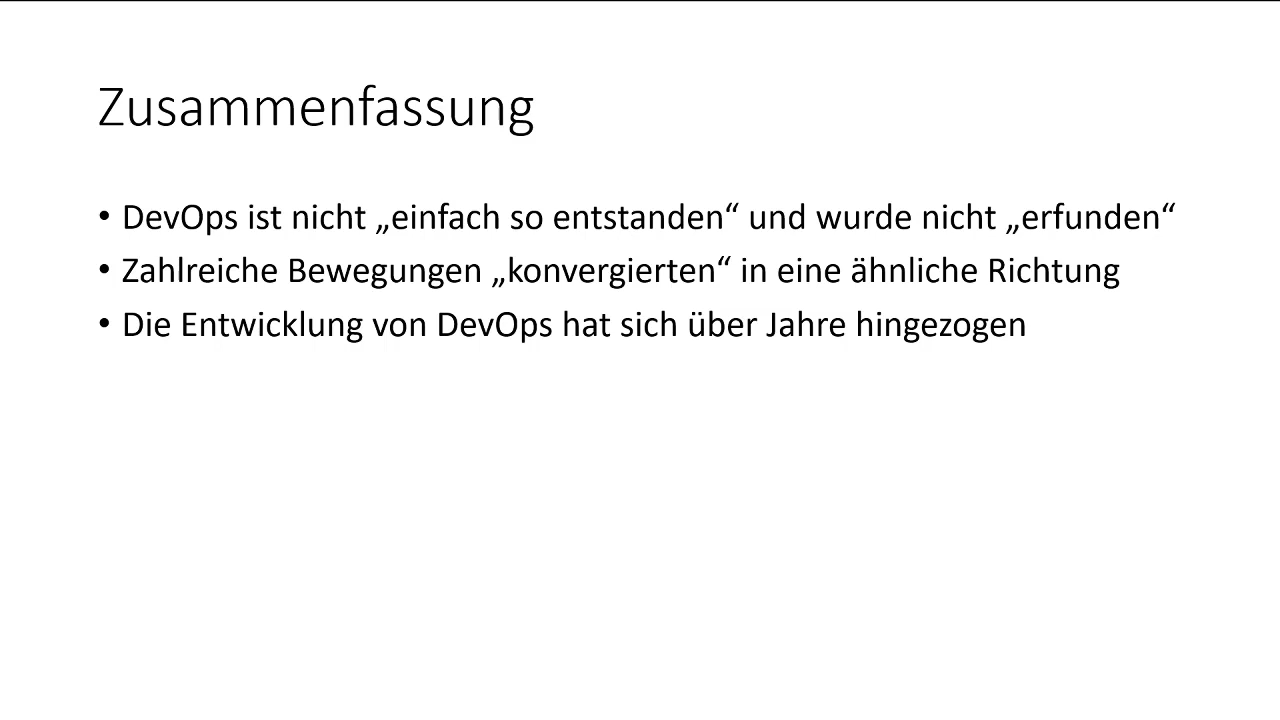 Zusammenfassung
• DevOps ist nicht „einfach so entstanden“ und wurde nicht „erfunden“
• Zahlreiche Bewegungen „konvergierten“ in eine ähnliche Richtung
• Die Entwicklung von DevOps hat sich über Jahre hingezogen